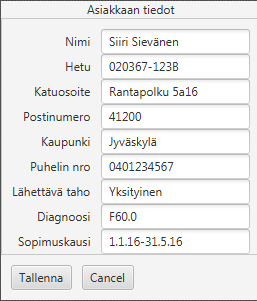 Asiakkaan tiedot
Nimi Siiri Sievänen
Hetu 020367-123B
Katuosoite Rantapolku 5a16
Postinumero 41200
Kaupunki Jyväskylä
Puhelin nro 0401234567
Lähettävä taho Yksityinen
Diagnoosi F60.0
Sopimuskausi 1.1.16-31.5.16
Tallenna Cancel